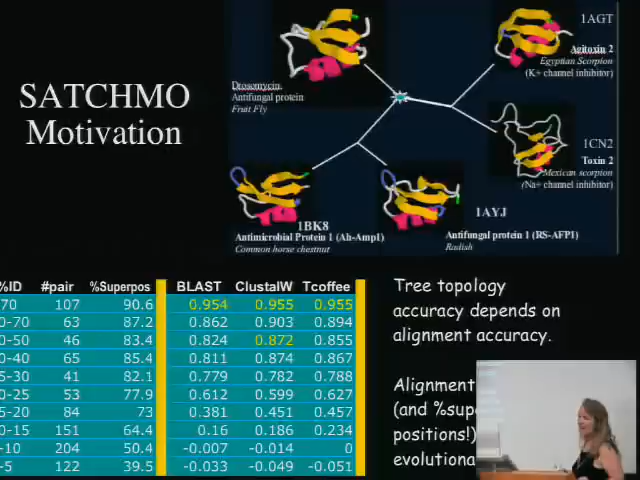 SATCHMO
Motivation
Drosomycin,
Antifungal protein
Fruit Fly
1AGT
Agitoxin 2
Egyptian Scorpion
(K+ channel inhibitor)
1CN2
Toxin 2
Mexican scorpion
(Na+ channel inhibitor)
1BK8
Antimicrobial Protein 1 (Ah-Amp1)
Common horse chestnut
1AYJ
Antifungal protein 1 (RS-AFP1)
Radish
%ID #pair %Superpos BLAST ClustalW Tcoffee
70 107 90.6 0.954 0.955 0.955
0-70 63 87.2 0.862 0.903 0.894
0-50 46 83.4 0.824 0.872 0.855
0-40 65 85.4 0.811 0.874 0.867
5-30 41 82.1 0.779 0.782 0.788
0-25 53 77.9 0.612 0.599 0.627
5-20 84 73 0.381 0.451 0.457
0-15 151 64.4 0.16 0.186 0.234
-10 204 50.4 -0.007 -0.014 0
-5 122 39.5 -0.033 -0.049 -0.051
Tree topology
accuracy depends on
alignment accuracy.
Alignment
(and %sup
positions!)
evolutiona